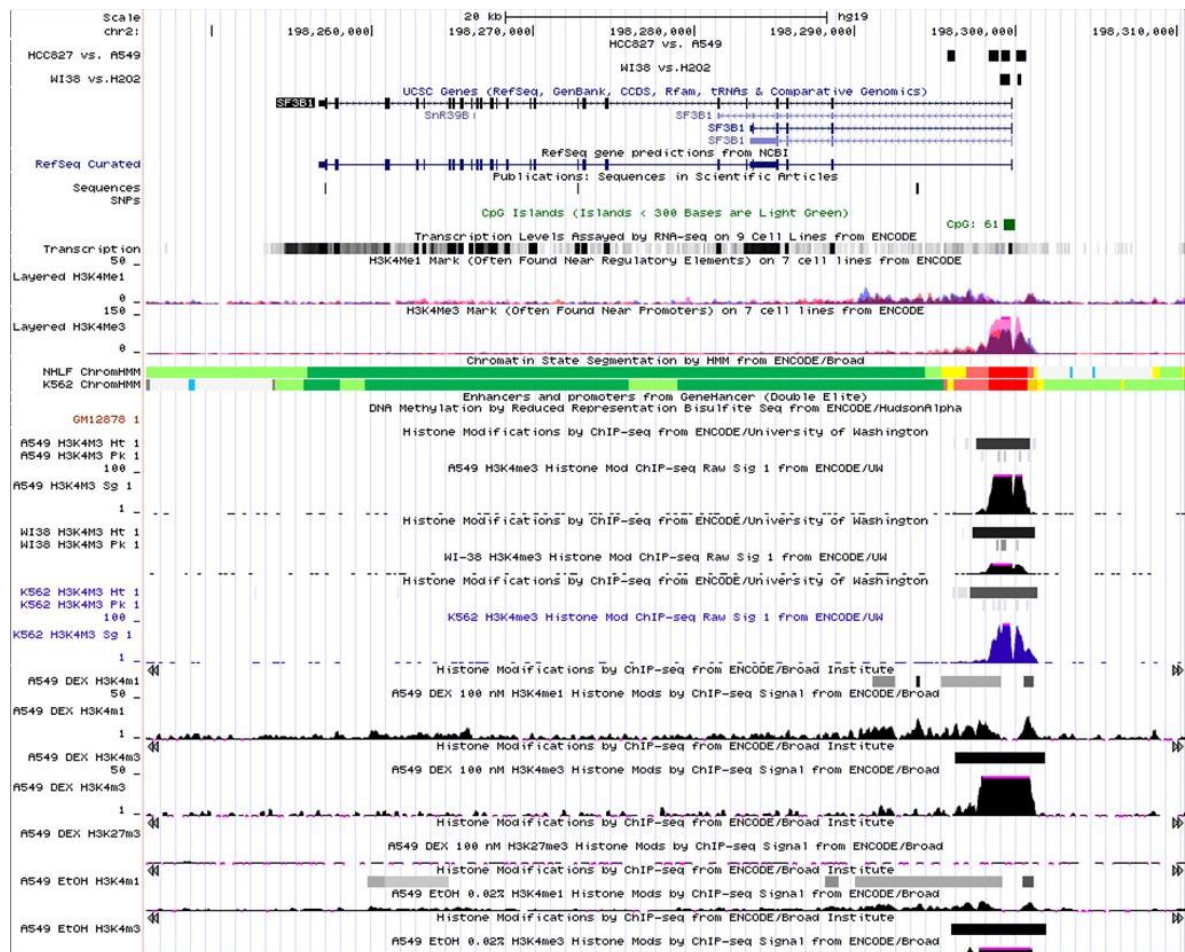 Scale 20 kb hg19
chr2: 198,260,000 198,270,000 198,280,000 198,290,000 198,300,000 198,310,000
HCC827 vs. A549
HCC827 vs. A549
WI38 vs.H2O2
WI38 vs.H2O2
UCSC Genes (RefSeq, GenBank, CCDS, Rfam, tRNAs & Comparative Genomics)
SF3B1
SnR39B SF3B1
SF3B1
SF3B1
RefSeq gene predictions from NCBI
RefSeq Curated
Publications: Sequences in Scientific Articles
Sequences
SNPs
CpG Islands (Islands < 300 Bases are Light Green)
CpG: 61
Transcription Levels Assayed by RNA-seq on 9 Cell Lines from ENCODE
Transcription
50 _
H3K4Me1 Mark (Often Found Near Regulatory Elements) on 7 cell lines from ENCODE
Layered H3K4Me1
0 _
150 _
H3K4Me3 Mark (Often Found Near Promoters) on 7 cell lines from ENCODE
Layered H3K4Me3
0 _
Chromatin State Segmentation by HMM from ENCODE/Broad
NHLF ChromHMM
K562 ChromHMM
Enhancers and promoters from GeneHancer (Double Elite)
DNA Methylation by Reduced Representation Bisulfite Seq from ENCODE/HudsonAlpha
GM12878 1
Histone Modifications by ChIP-seq from ENCODE/University of Washington
A549 H3K4M3 Ht 1
A549 H3K4M3 Pk 1
100 _
A549 H3K4me3 Histone Mod ChIP-seq Raw Sig 1 from ENCODE/UW
A549 H3K4M3 Sg 1
1 _
Histone Modifications by ChIP-seq from ENCODE/University of Washington
WI38 H3K4M3 Ht 1
WI38 H3K4M3 Pk 1
WI-38 H3K4me3 Histone Mod ChIP-seq Raw Sig 1 from ENCODE/UW
Histone Modifications by ChIP-seq from ENCODE/University of Washington
K562 H3K4M3 Ht 1
K562 H3K4M3 Pk 1
100 _
K562 H3K4me3 Histone Mod ChIP-seq Raw Sig 1 from ENCODE/UW
K562 H3K4M3 Sg 1
1 _
Histone Modifications by ChIP-seq from ENCODE/Broad Institute
A549 DEX H3K4m1
50 _
A549 DEX 100 nM H3K4me1 Histone Mods by ChIP-seq Signal from ENCODE/Broad
A549 DEX H3K4m1
1 _
Histone Modifications by ChIP-seq from ENCODE/Broad Institute
A549 DEX H3K4m3
50 _
A549 DEX 100 nM H3K4me3 Histone Mods by ChIP-seq Signal from ENCODE/Broad
A549 DEX H3K4m3
1 _
Histone Modifications by ChIP-seq from ENCODE/Broad Institute
A549 DEX H3K27m3
A549 DEX 100 nM H3K27me3 Histone Mods by ChIP-seq Signal from ENCODE/Broad
Histone Modifications by ChIP-seq from ENCODE/Broad Institute
A549 EtOH H3K4m1
A549 EtOH 0.02% H3K4me1 Histone Mods by ChIP-seq Signal from ENCODE/Broad
Histone Modifications by ChIP-seq from ENCODE/Broad Institute
A549 EtOH H3K4m3
A549 EtOH 0.02% H3K4me3 Histone Mods by ChIP-seq Signal from ENCODE/Broad